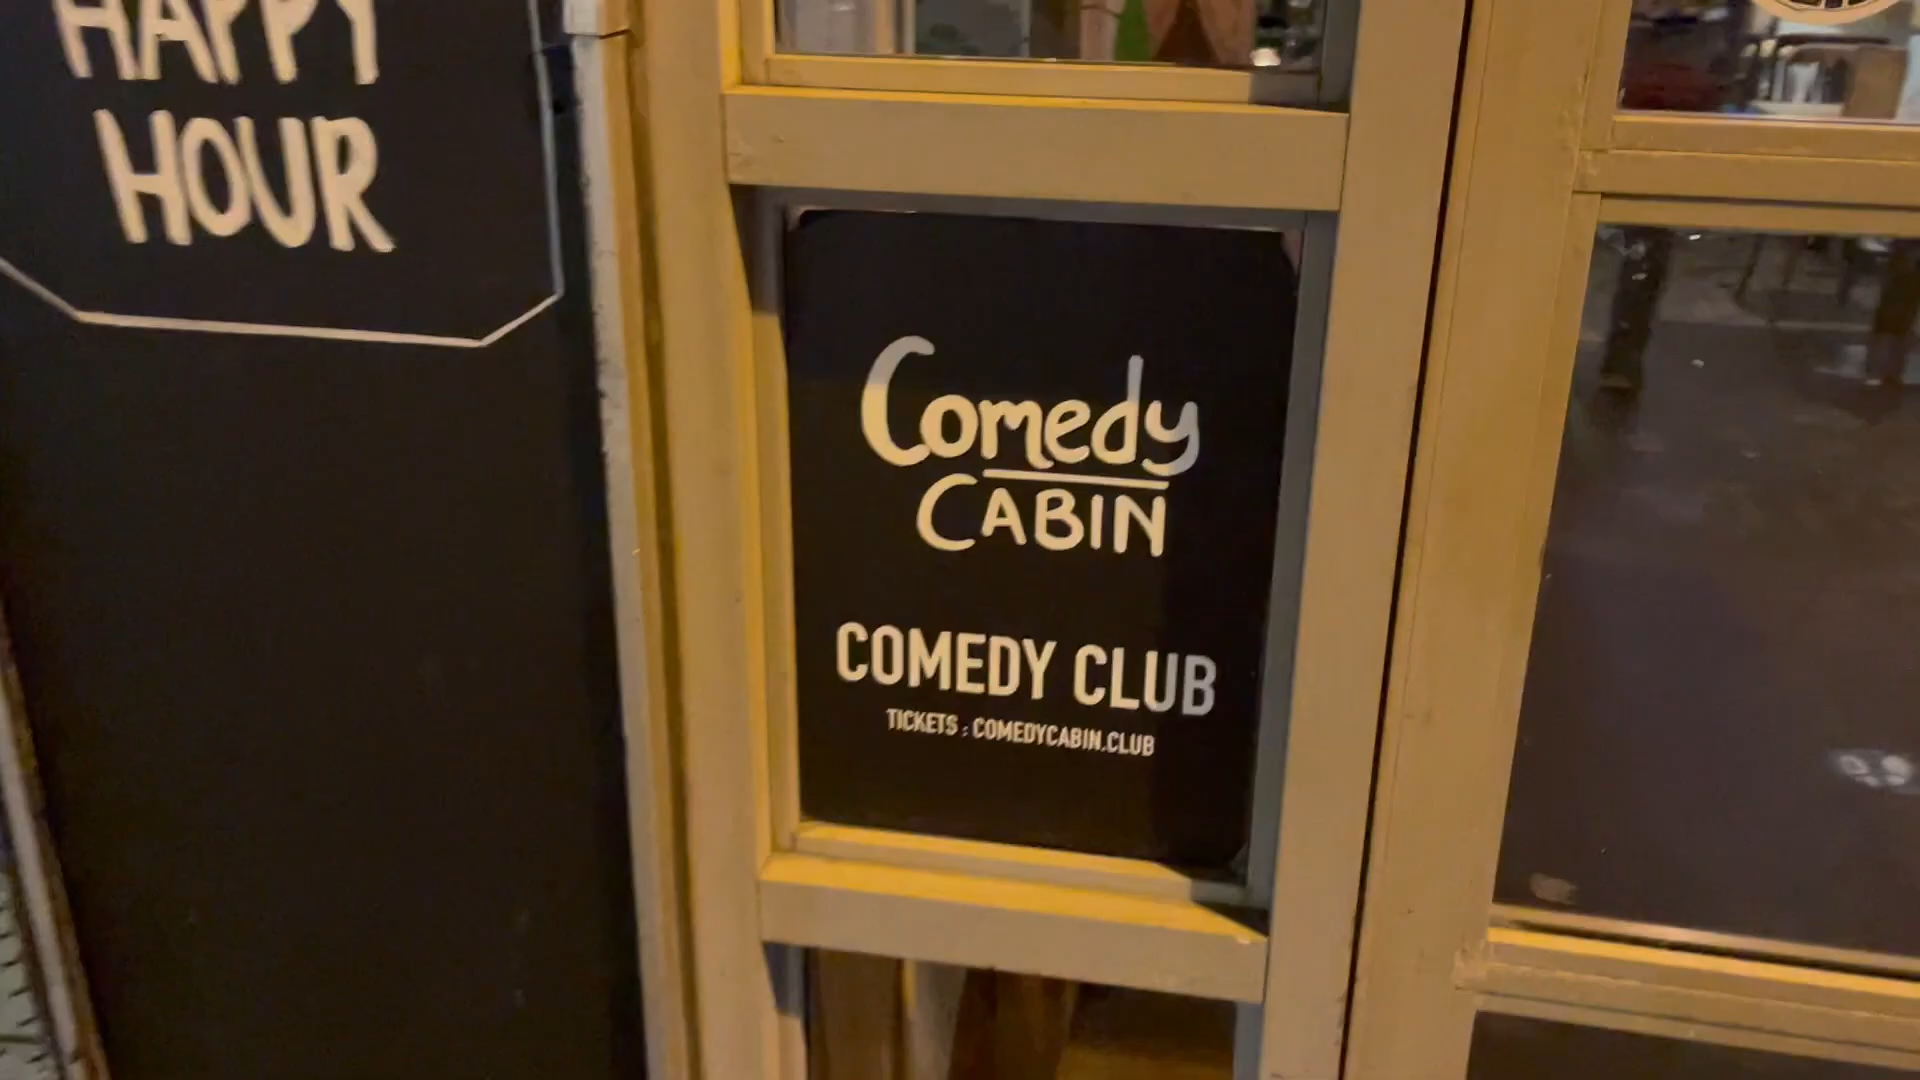 HAPPY
HOUR
Comedy
CABIN
COMEDY CLUB
TICKETS : COMEDYCABIN.CLUB